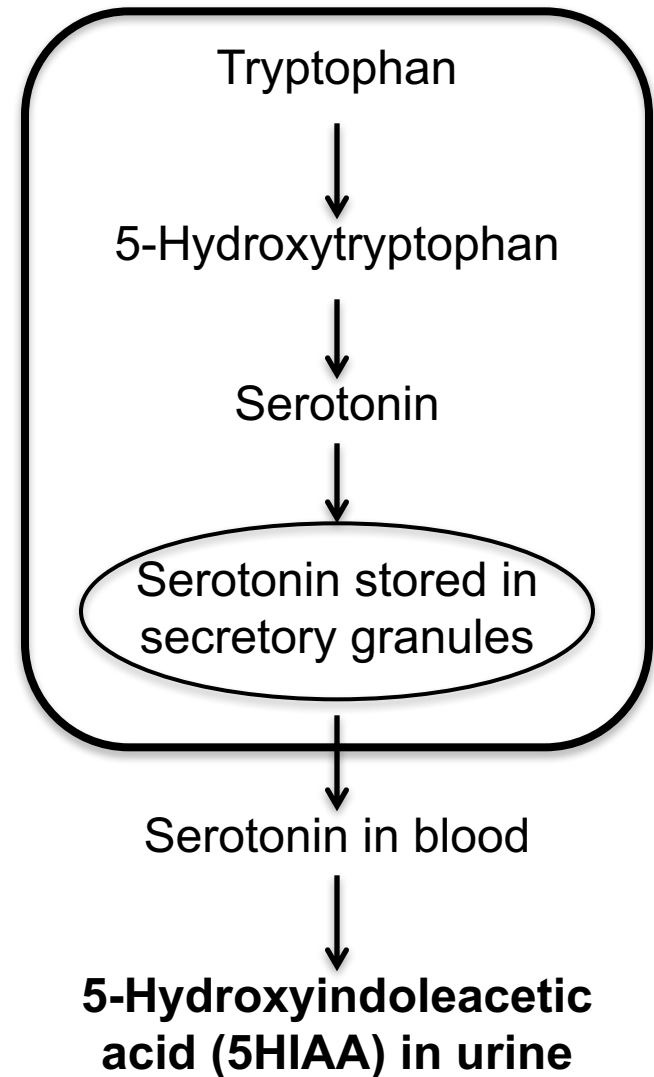 Tryptophan
5-Hydroxytryptophan
Serotonin
Serotonin stored in
secretory granules
Serotonin in blood
5-Hydroxyindoleacetic
acid (5HIAA) in urine